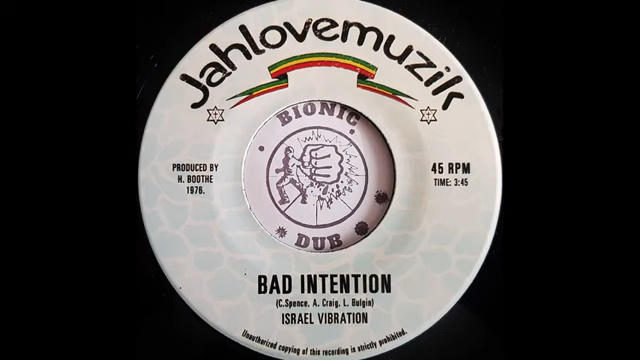 Jahlovemuzik
BIONIC
DUB
PRODUCED BY
H. BOOTHE
1976.
45 RPM
TIME: 3:45
BAD INTENTION
(C.Spence, A. Craig, L. Bulgin)
ISRAEL VIBRATION
Unauthorized copying of this recording is strictly prohibited.